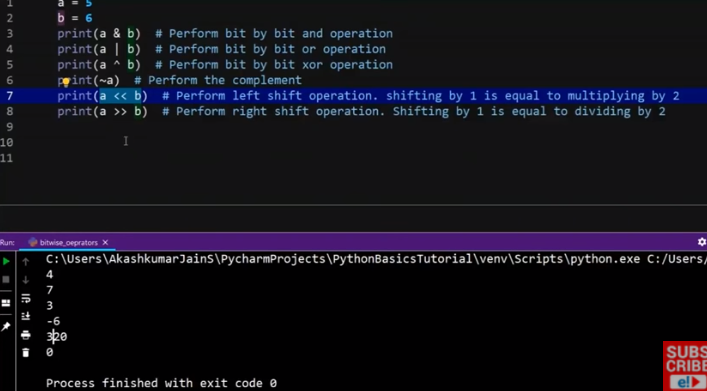 1 a = 5
2 b = 6
3 print(a & b)  # Perform bit by bit and operation
4 print(a | b)  # Perform bit by bit or operation
5 print(a ^ b)  # Perform bit by bit xor operation
6 print(~a)  # Perform the complement
7 print(a << b)  # Perform left shift operation. shifting by 1 is equal to multiplying by 2
8 print(a >> b)  # Perform right shift operation. Shifting by 1 is equal to dividing by 2
9
10
11
Run: bitwise_oeprators ×
C:\Users\AkashkumarJainS\PycharmProjects\PythonBasicsTutorial\venv\Scripts\python.exe C:/Users/
4
7
3
-6
320
0
Process finished with exit code 0
SUBS
CRIBE
e!